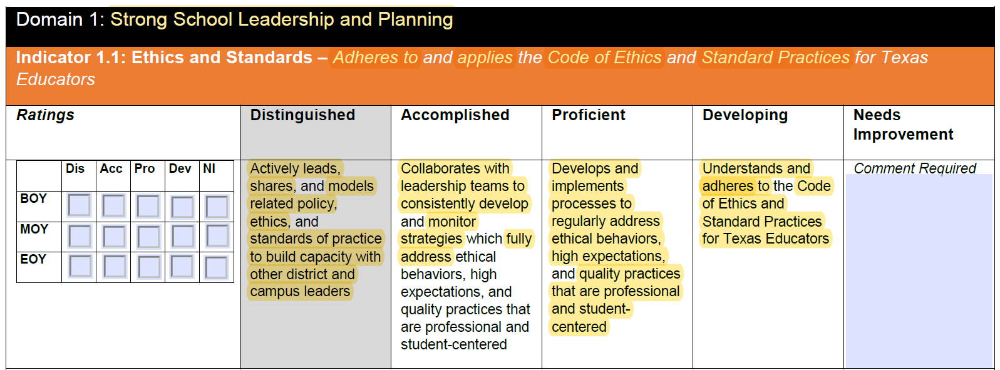 Domain 1: Strong School Leadership and Planning
Indicator 1.1: Ethics and Standards – Adheres to and applies the Code of Ethics and Standard Practices for Texas
Educators
Ratings
Distinguished
Accomplished
Proficient
Developing
Needs
Improvement
Dis Acc Pro Dev NI
BOY
MOY
EOY
Actively leads,
shares, and models
related policy,
ethics, and
standards of practice
to build capacity with
other district and
campus leaders
Collaborates with
leadership teams to
consistently develop
and monitor
strategies which fully
address ethical
behaviors, high
expectations, and
quality practices that
are professional and
student-centered
Develops and
implements
processes to
regularly address
ethical behaviors,
high expectations,
and quality practices
that are professional
and student-
centered
Understands and
adheres to the Code
of Ethics and
Standard Practices
for Texas Educators
Comment Required